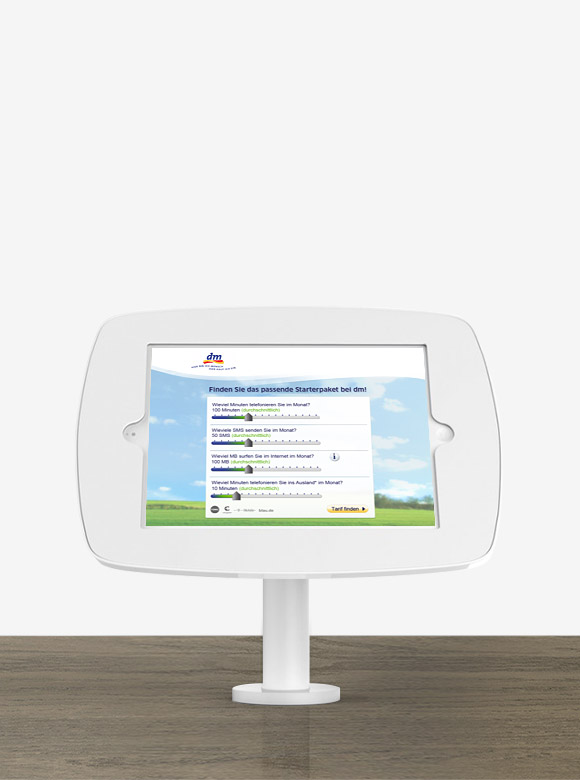 dm
Finden Sie das passende Starterpaket bei dm!
Wieviel Minuten telefonieren Sie im Monat?
100 Minuten (durchschnittlich)
Wieviele SMS senden Sie im Monat?
30 SMS (durchschnittlich)
Wieviel MB surfen Sie im Internet im Monat?
i
100 MB (durchschnittlich)
Wieviel Minuten telefonieren Sie ins Ausland* im Monat?
10 Minuten (durchschnittlich)
blau.de
Tarif finden